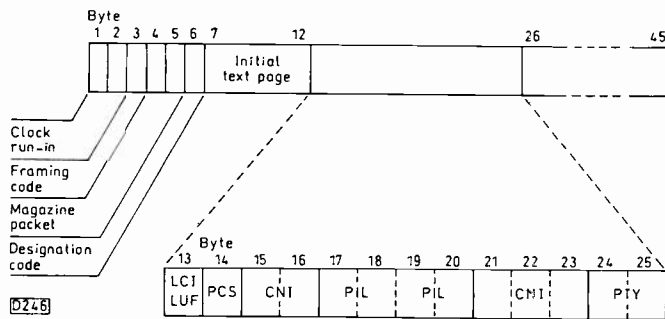 Byte
1 2 3 4 5 6 7 12 26 45
Initial
text page
Clock
run-in
Framing
code
Magazine
packet
Designation
code
Byte
13 14 15 16 17 18 19 20 21 22 23 24 25
LCI
LUF
PCS CNI PIL PIL CMI PTY
D246